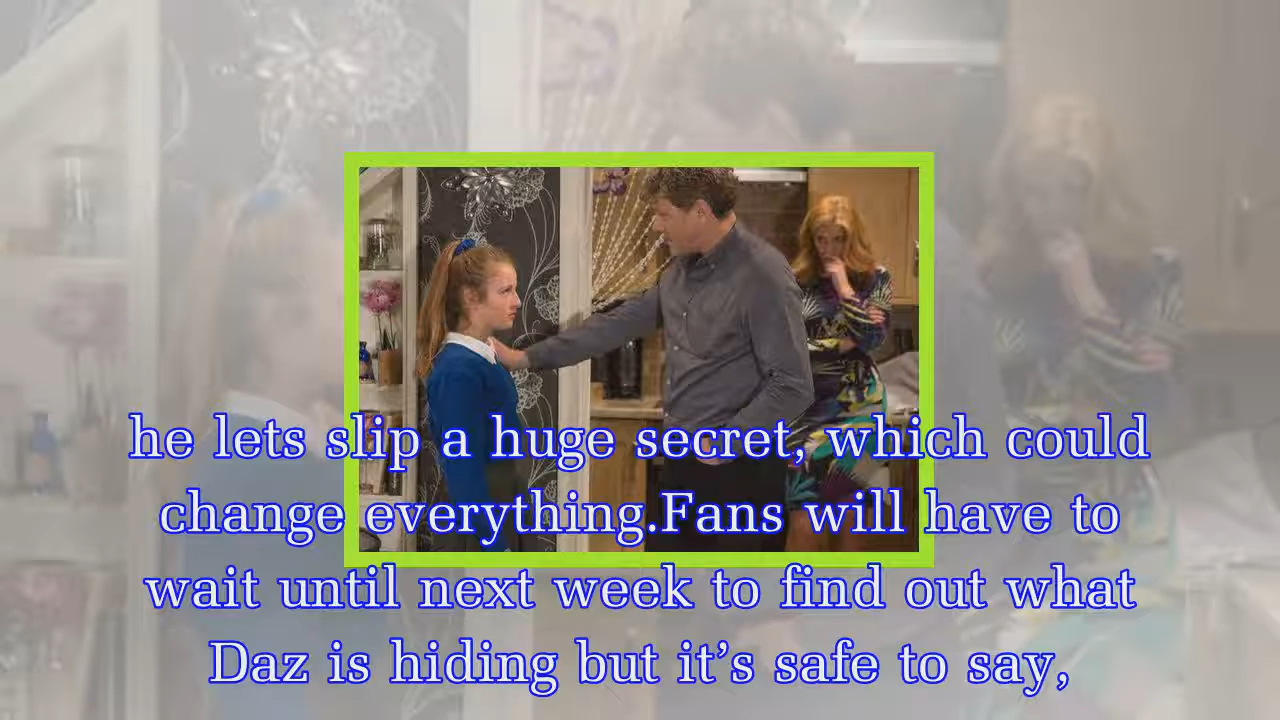 he lets slip a huge secret, which could
change everything.Fans will have to
wait until next week to find out what
Daz is hiding but it’s safe to say,